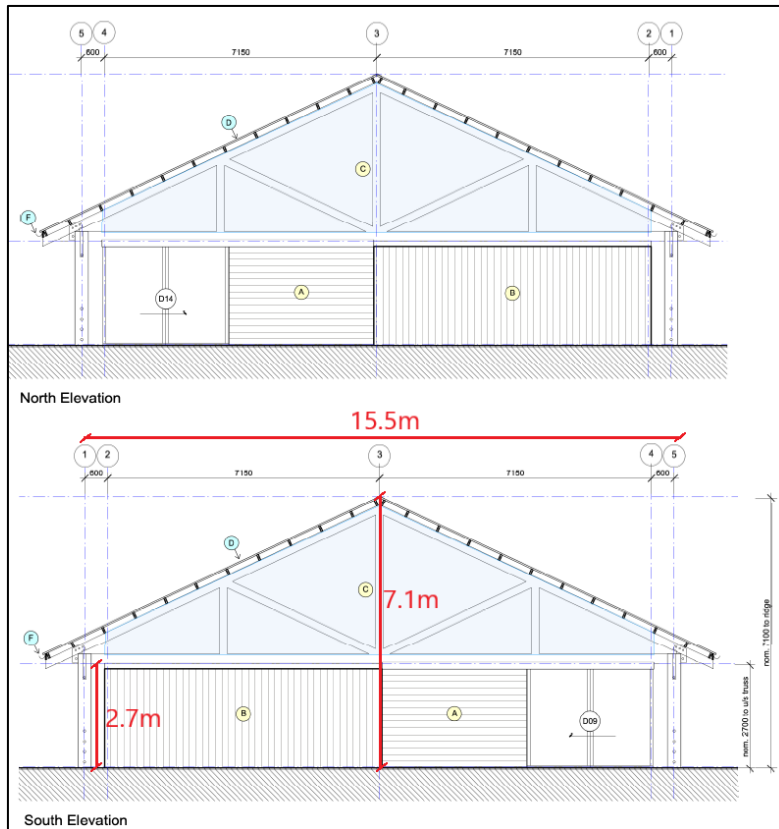 5 4 3 2 1
600 7150 7150 600
D
C
F
D14 A B
North Elevation
15.5m
1 2 3 4 5
600 7150 7150 600
D
C
7.1m
F
nom. 7100 to ridge
nom. 2700 to u/s truss
2.7m B A D09
South Elevation